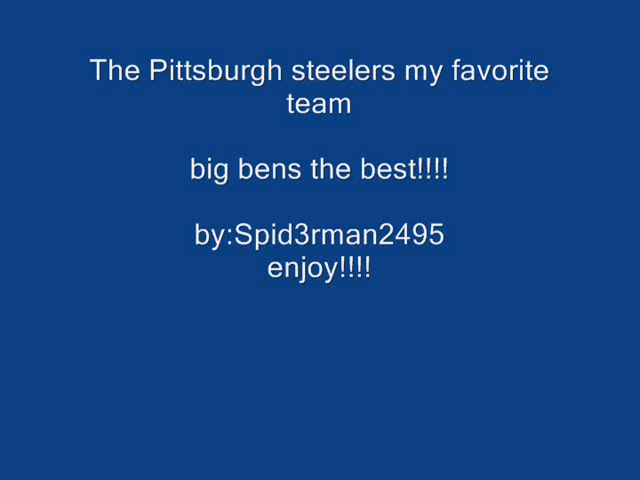 The Pittsburgh steelers my favorite
team
big bens the best!!!!
by:Spid3rman2495
enjoy!!!!